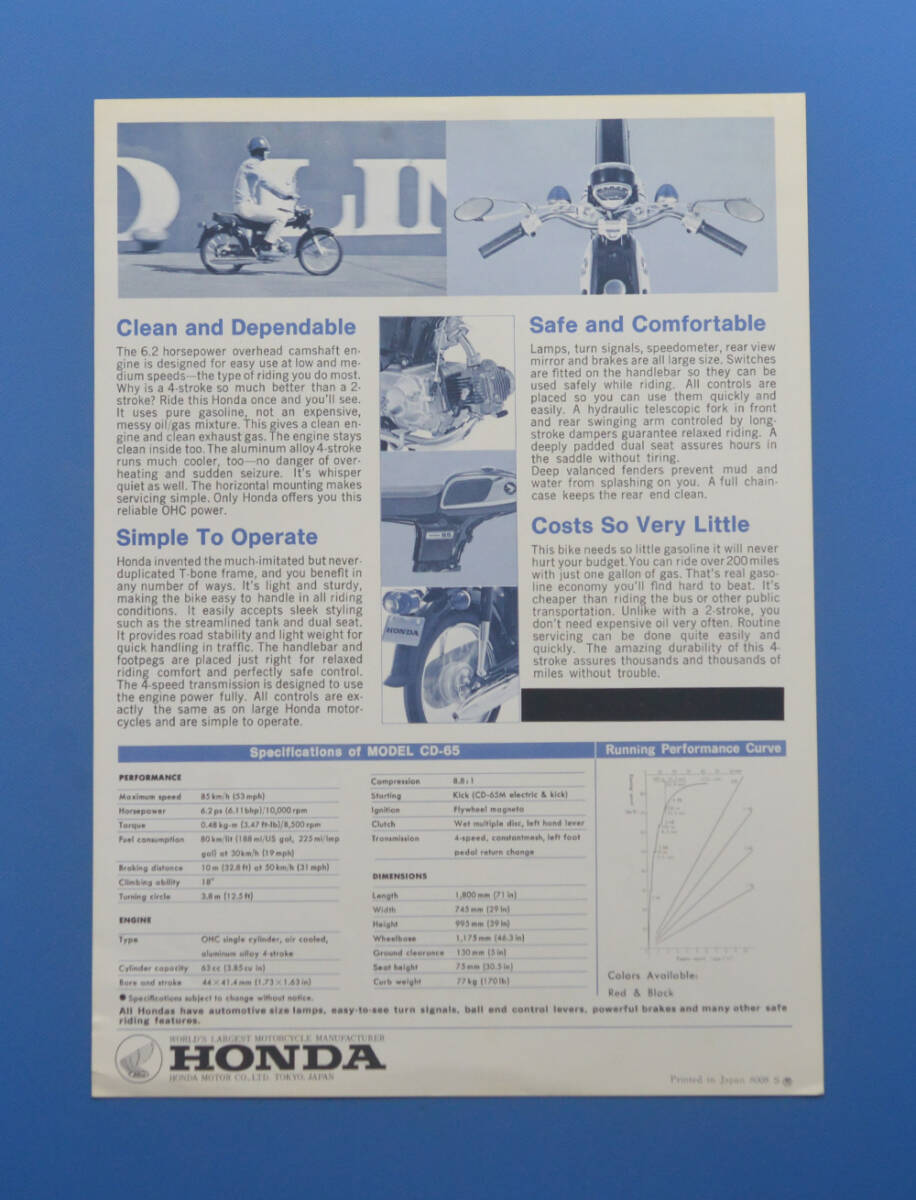 D LIN
Clean and Dependable
The 6.2 horsepower overhead camshaft en-
gine is designed for easy use at low and me-
dium speeds—the type of riding you do most.
Why is a 4-stroke so much better than a 2-
stroke? Ride this Honda once and you'll see.
It uses pure gasoline, not an expensive,
messy oil/gas mixture. This gives a clean en-
gine and clean exhaust gas. The engine stays
clean inside too. The aluminum alloy 4-stroke
runs much cooler, too—no danger of over-
heating and sudden seizure. It's whisper
quiet as well. The horizontal mounting makes
servicing simple. Only Honda offers you this
reliable OHC power.
Simple To Operate
Honda invented the much-imitated but never-
duplicated T-bone frame, and you benefit in
any number of ways. It's light and sturdy,
making the bike easy to handle in all riding
conditions. It easily accepts sleek styling
such as the streamlined tank and dual seat.
It provides road stability and light weight for
quick handling in traffic. The handlebar and
footpegs are placed just right for relaxed
riding comfort and perfectly safe control.
The 4-speed transmission is designed to use
the engine power fully. All controls are ex-
actly the same as on large Honda motor-
cycles and are simple to operate.
HONDA
Safe and Comfortable
Lamps, turn signals, speedometer, rear view
mirror and brakes are all large size. Switches
are fitted on the handlebar so they can be
used safely while riding. All controls are
placed so you can use them quickly and
easily. A hydraulic telescopic fork in front
and rear swinging arm controled by long-
stroke dampers guarantee relaxed riding. A
deeply padded dual seat assures hours in
the saddle without tiring.
Deep valanced fenders prevent mud and
water from splashing on you. A full chain-
case keeps the rear end clean.
Costs So Very Little
This bike needs so little gasoline it will never
hurt your budget. You can ride over 200 miles
with just one gallon of gas. That's real gaso-
line economy you'll find hard to beat. It's
cheaper than riding the bus or other public
transportation. Unlike with a 2-stroke, you
don't need expensive oil very often. Routine
servicing can be done quite easily and
quickly. The amazing durability of this 4-
stroke assures thousands and thousands of
miles without trouble.
Specifications of MODEL CD-65
PERFORMANCE
Maximum speed 85 km/h (53 mph)
Horsepower 6.2 ps (6.11 bhp)/10,000 rpm
Torque 0.48 kg-m (3.47 ft-lb)/8,500 rpm
Fuel consumption 80 km/lit (188 mi/US gal, 225 mi/Imp
gal) at 30 km/h (19 mph)
Braking distance 10 m (32.8 ft) at 50 km/h (31 mph)
Climbing ability 18°
Turning circle 3.8 m (12.5 ft)
ENGINE
Type OHC single cylinder, air cooled,
aluminum alloy 4-stroke
Cylinder capacity 63 cc (3.85 cu in)
Bore and stroke 44 × 41.4 mm (1.73 × 1.63 in)
Compression 8.8 : 1
Starting Kick (CD-65M electric & kick)
Ignition Flywheel magneto
Clutch Wet multiple disc, left hand lever
Transmission 4-speed, constantmesh, left foot
pedal return change
DIMENSIONS
Length 1,800 mm (71 in)
Width 745 mm (29 in)
Height 995 mm (39 in)
Wheelbase 1,175 mm (46.3 in)
Ground clearance 130 mm (5 in)
Seat height 75 mm (30.5 in)
Curb weight 77 kg (170 lb)
Running Performance Curve
Colors Available:
Red & Black
● Specifications subject to change without notice.
All Hondas have automotive size lamps, easy-to-see turn signals, ball end control levers, powerful brakes and many other safe
riding features.
WORLD'S LARGEST MOTORCYCLE MANUFACTURER
HONDA
HONDA MOTOR CO., LTD. TOKYO, JAPAN
Printed in Japan 8008 S